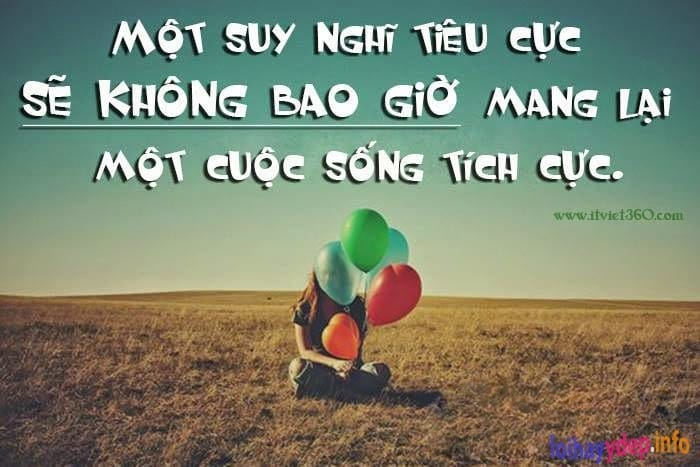 Một suy nghĩ tiêu cực
sẽ không bao giờ mang lại
một cuộc sống tích cực.
www.itviet360.com
loihayydep.info